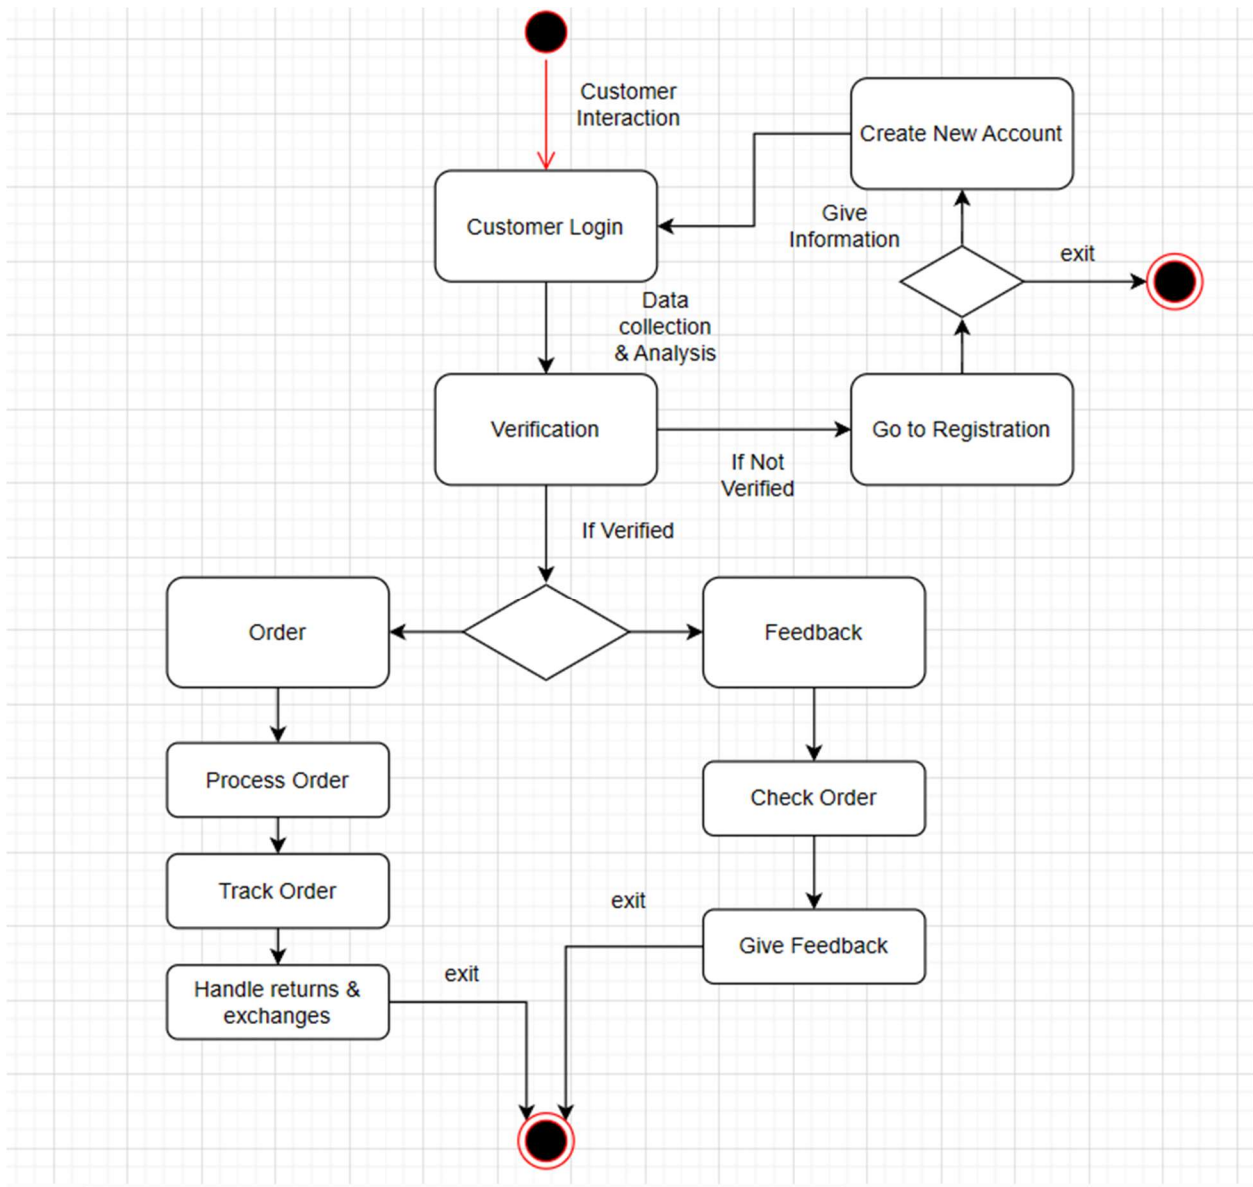 Customer
Interaction
Create New Account
Customer Login
Give
Information
exit
Data
collection
& Analysis
Verification
Go to Registration
If Not
Verified
If Verified
Order
Feedback
Process Order
Check Order
Track Order
exit
Give Feedback
Handle returns &
exchanges
exit